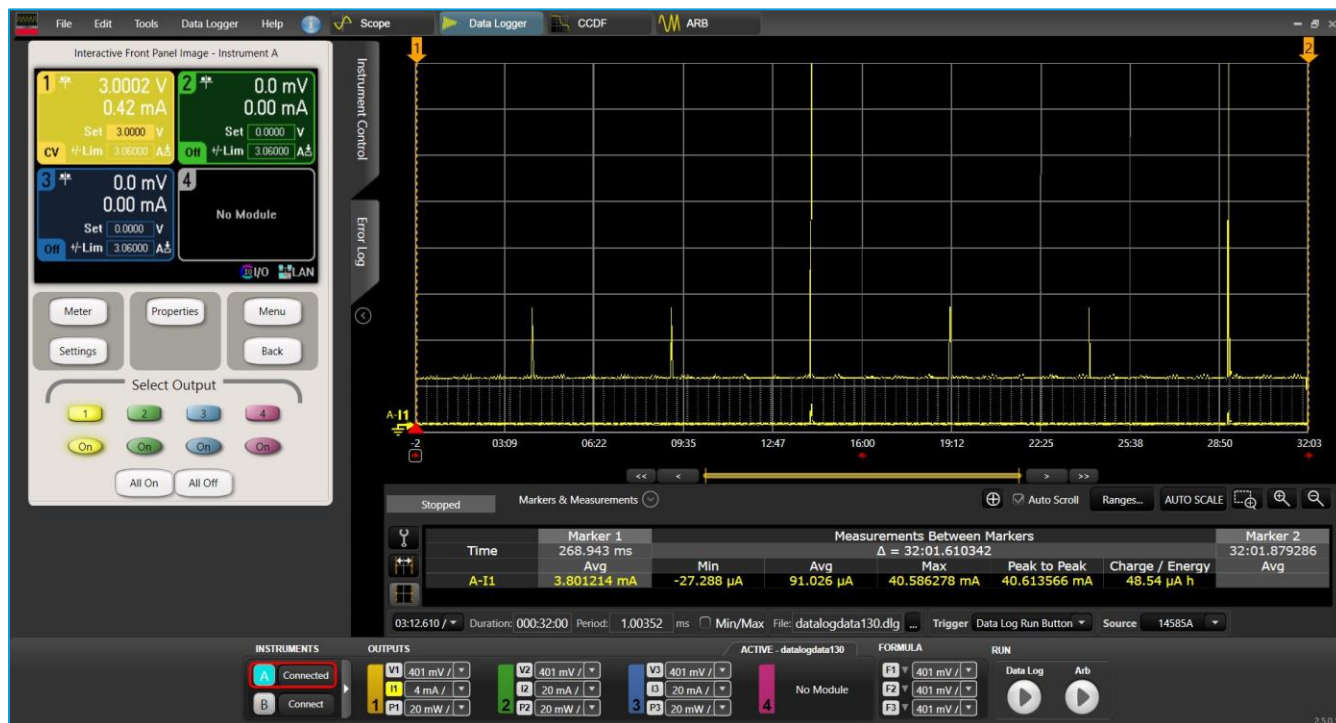 File Edit Tools Data Logger Help i Scope Data Logger CCDF ARB
Interactive Front Panel Image - Instrument A
1 3.0002 V
0.42 mA
Set 3.0000 V
CV +/-Lim 3.06000 A
2 0.0 mV
0.00 mA
Set 0.0000 V
Off +/-Lim 3.06000 A
3 0.0 mV
0.00 mA
Set 0.0000 V
Off +/-Lim 3.06000 A
4
No Module
IO I/O LAN
Meter Properties Menu
Settings Back
Select Output
1 2 3 4
On On On On
All On All Off
Instrument Control
Error Log
1 2
A-I1
-2 03:09 06:22 09:35 12:47 16:00 19:12 22:25 25:38 28:50 32:03
<< < > >>
Stopped Markers & Measurements Auto Scroll Ranges... AUTO SCALE
Marker 1 Measurements Between Markers Marker 2
Time 268.943 ms Δ = 32:01.610342 32:01.879286
Avg Min Avg Max Peak to Peak Charge / Energy Avg
A-I1 3.801214 mA -27.288 µA 91.026 µA 40.586278 mA 40.613566 mA 48.54 µA h
03:12.610 / Duration: 000:32:00 Period: 1.00352 ms Min/Max File: datalogdata130.dlg ... Trigger Data Log Run Button Source 14585A
INSTRUMENTS OUTPUTS ACTIVE - datalogdata130 FORMULA RUN
A Connected
B Connect
1
V1 401 mV /
I1 4 mA /
P1 20 mW /
2
V2 401 mV /
I2 20 mA /
P2 20 mW /
3
V3 401 mV /
I3 20 mA /
P3 20 mW /
4 No Module
F1 401 mV /
F2 401 mV /
F3 401 mV /
Data Log Arb